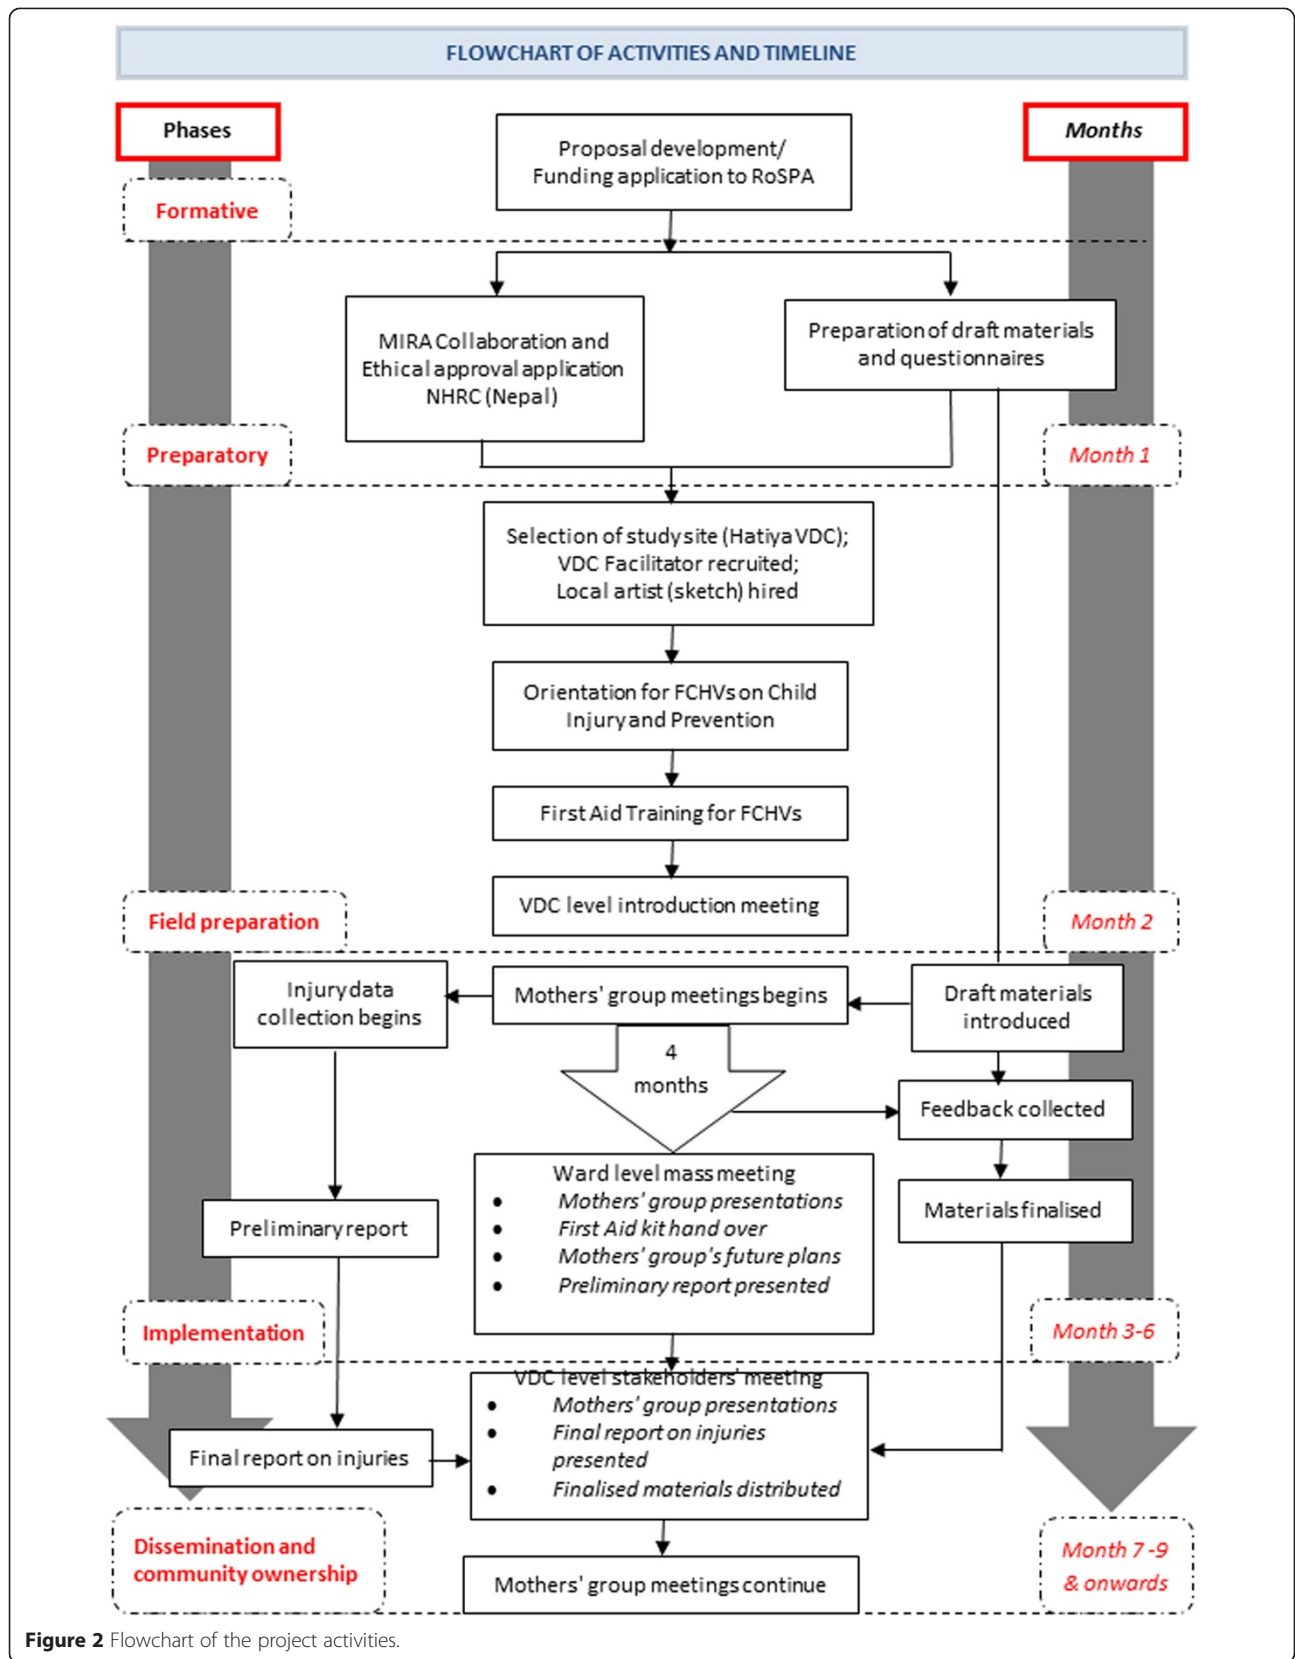 FLOWCHART OF ACTIVITIES AND TIMELINE
Phases
Months
Proposal development/
Funding application to RoSPA
Formative
MIRA Collaboration and
Ethical approval application
NHRC (Nepal)
Preparation of draft materials
and questionnaires
Preparatory
Month 1
Selection of study site (Hatiya VDC);
VDC Facilitator recruited;
Local artist (sketch) hired
Orientation for FCHVs on Child
Injury and Prevention
First Aid Training for FCHVs
VDC level introduction meeting
Field preparation
Month 2
Injury data
collection begins
Mothers' group meetings begins
Draft materials
introduced
4
months
Feedback collected
Ward level mass meeting
• Mothers' group presentations
• First Aid kit hand over
• Mothers' group's future plans
• Preliminary report presented
Preliminary report
Materials finalised
Implementation
Month 3-6
VDC level stakeholders' meeting
• Mothers' group presentations
• Final report on injuries
presented
• Finalised materials distributed
Final report on injuries
Dissemination and
community ownership
Month 7 -9
& onwards
Mothers' group meetings continue
Figure 2 Flowchart of the project activities.